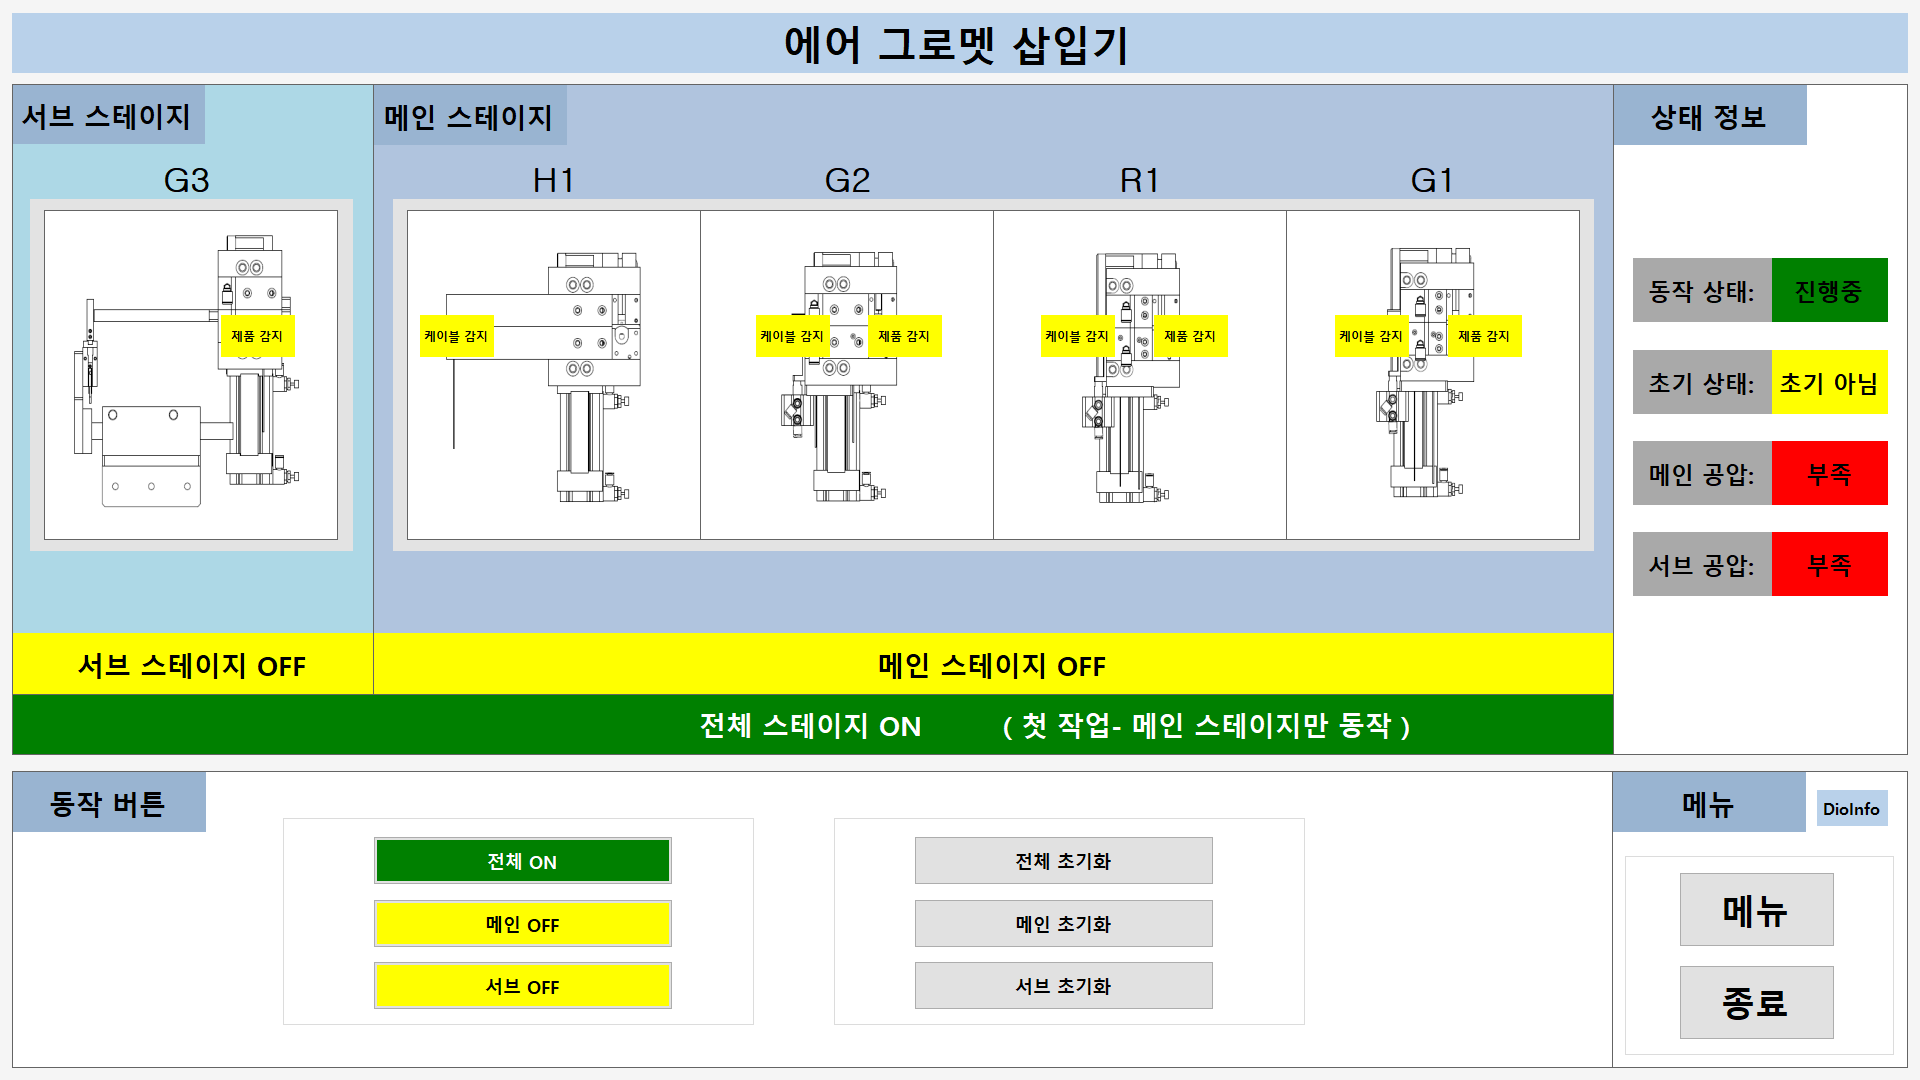 에어 그로멧 삽입기
서브 스테이지
메인 스테이지
상태 정보
G3
H1
G2
R1
G1
제품 감지
케이블 감지
케이블 감지
제품 감지
케이블 감지
제품 감지
케이블 감지
제품 감지
동작 상태: 진행중
초기 상태: 초기 아님
메인 공압: 부족
서브 공압: 부족
서브 스테이지 OFF
메인 스테이지 OFF
전체 스테이지 ON ( 첫 작업- 메인 스테이지만 동작 )
동작 버튼
전체 ON
메인 OFF
서브 OFF
전체 초기화
메인 초기화
서브 초기화
메뉴
DioInfo
메뉴
종료